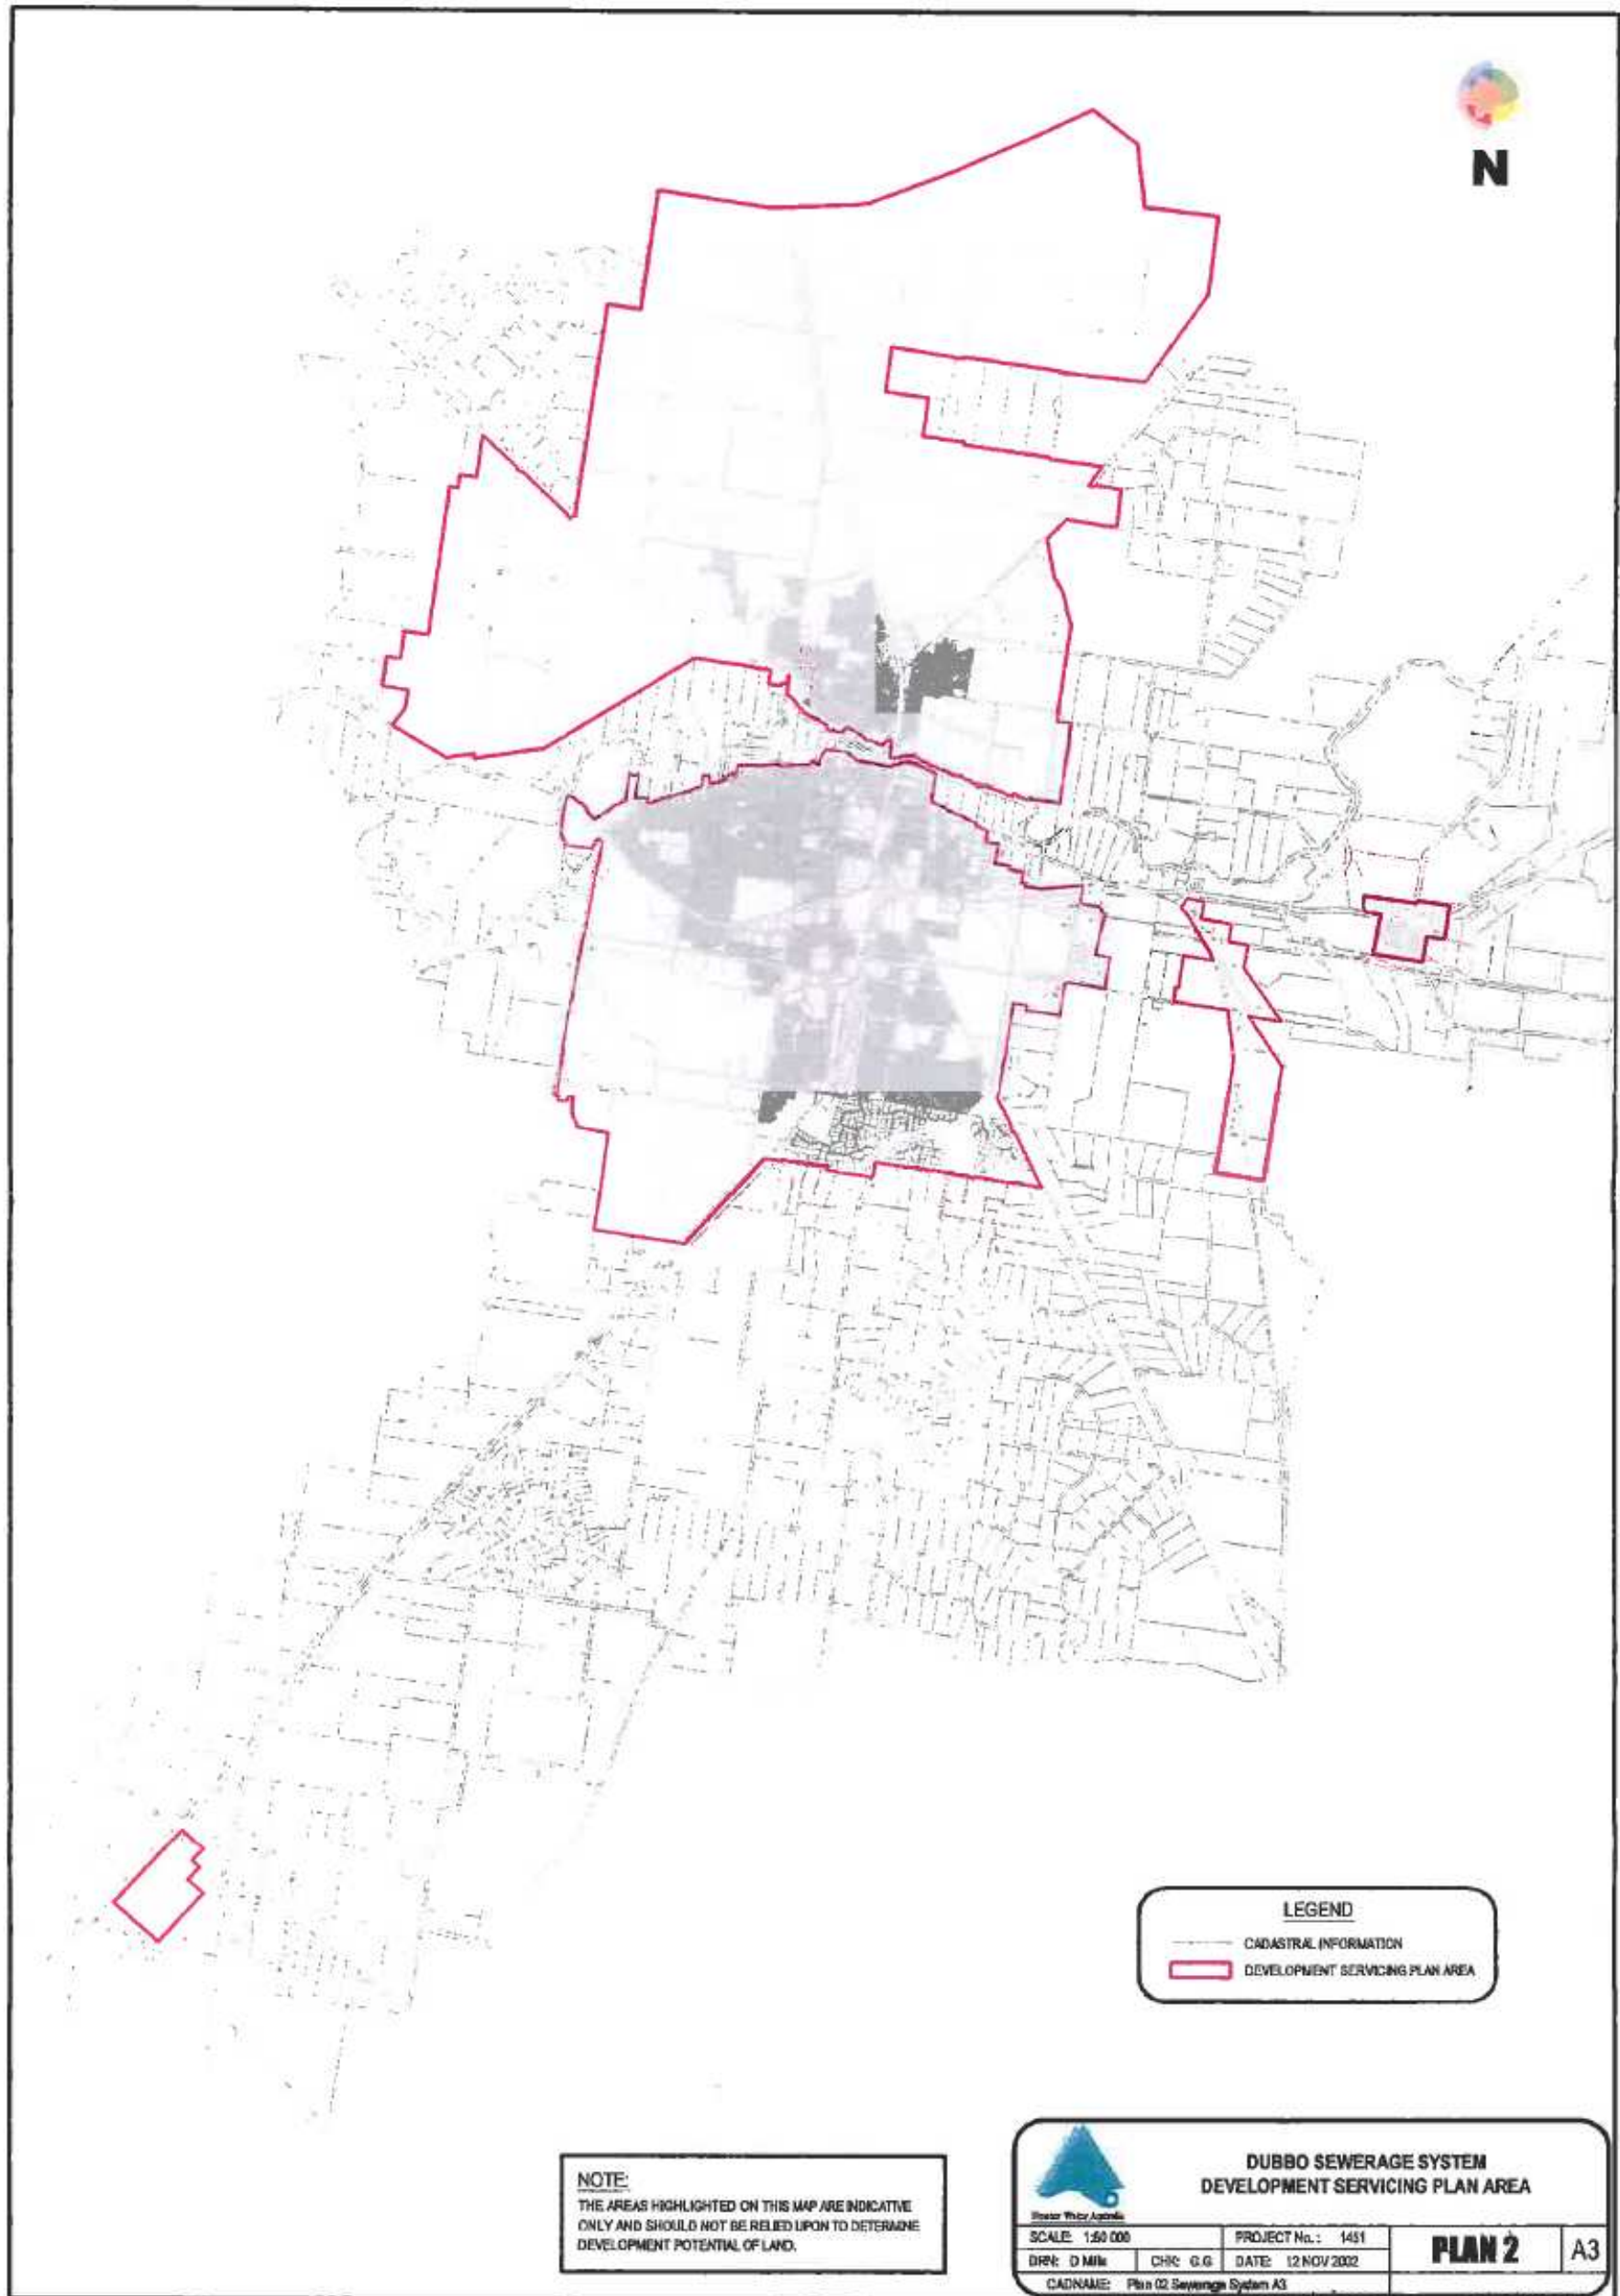 N
LEGEND
CADASTRAL INFORMATION
DEVELOPMENT SERVICING PLAN AREA
NOTE:
THE AREAS HIGHLIGHTED ON THIS MAP ARE INDICATIVE
ONLY AND SHOULD NOT BE RELIED UPON TO DETERMINE
DEVELOPMENT POTENTIAL OF LAND.
DUBBO SEWERAGE SYSTEM
DEVELOPMENT SERVICING PLAN AREA
Hunter Water Australia
SCALE: 1:50 000
PROJECT No.: 1451
DRN: D Mills
CHK: G.G
DATE: 12 NOV 2002
PLAN 2
A3
CADNAME: Plan 02 Sewerage System A3